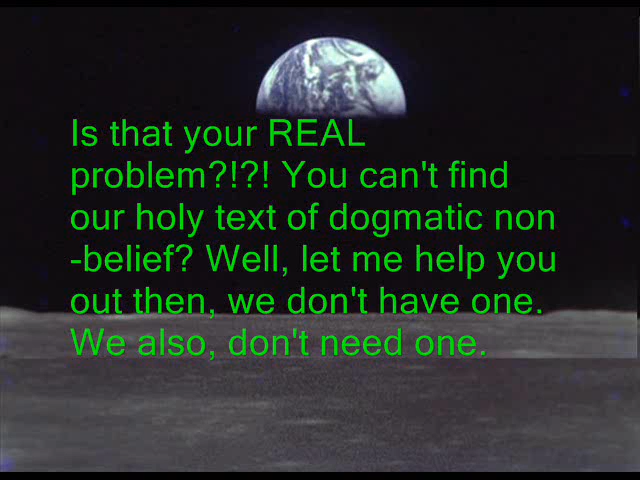 Is that your REAL
problem?!?! You can't find
our holy text of dogmatic non
-belief? Well, let me help you
out then, we don't have one.
We also, don't need one.